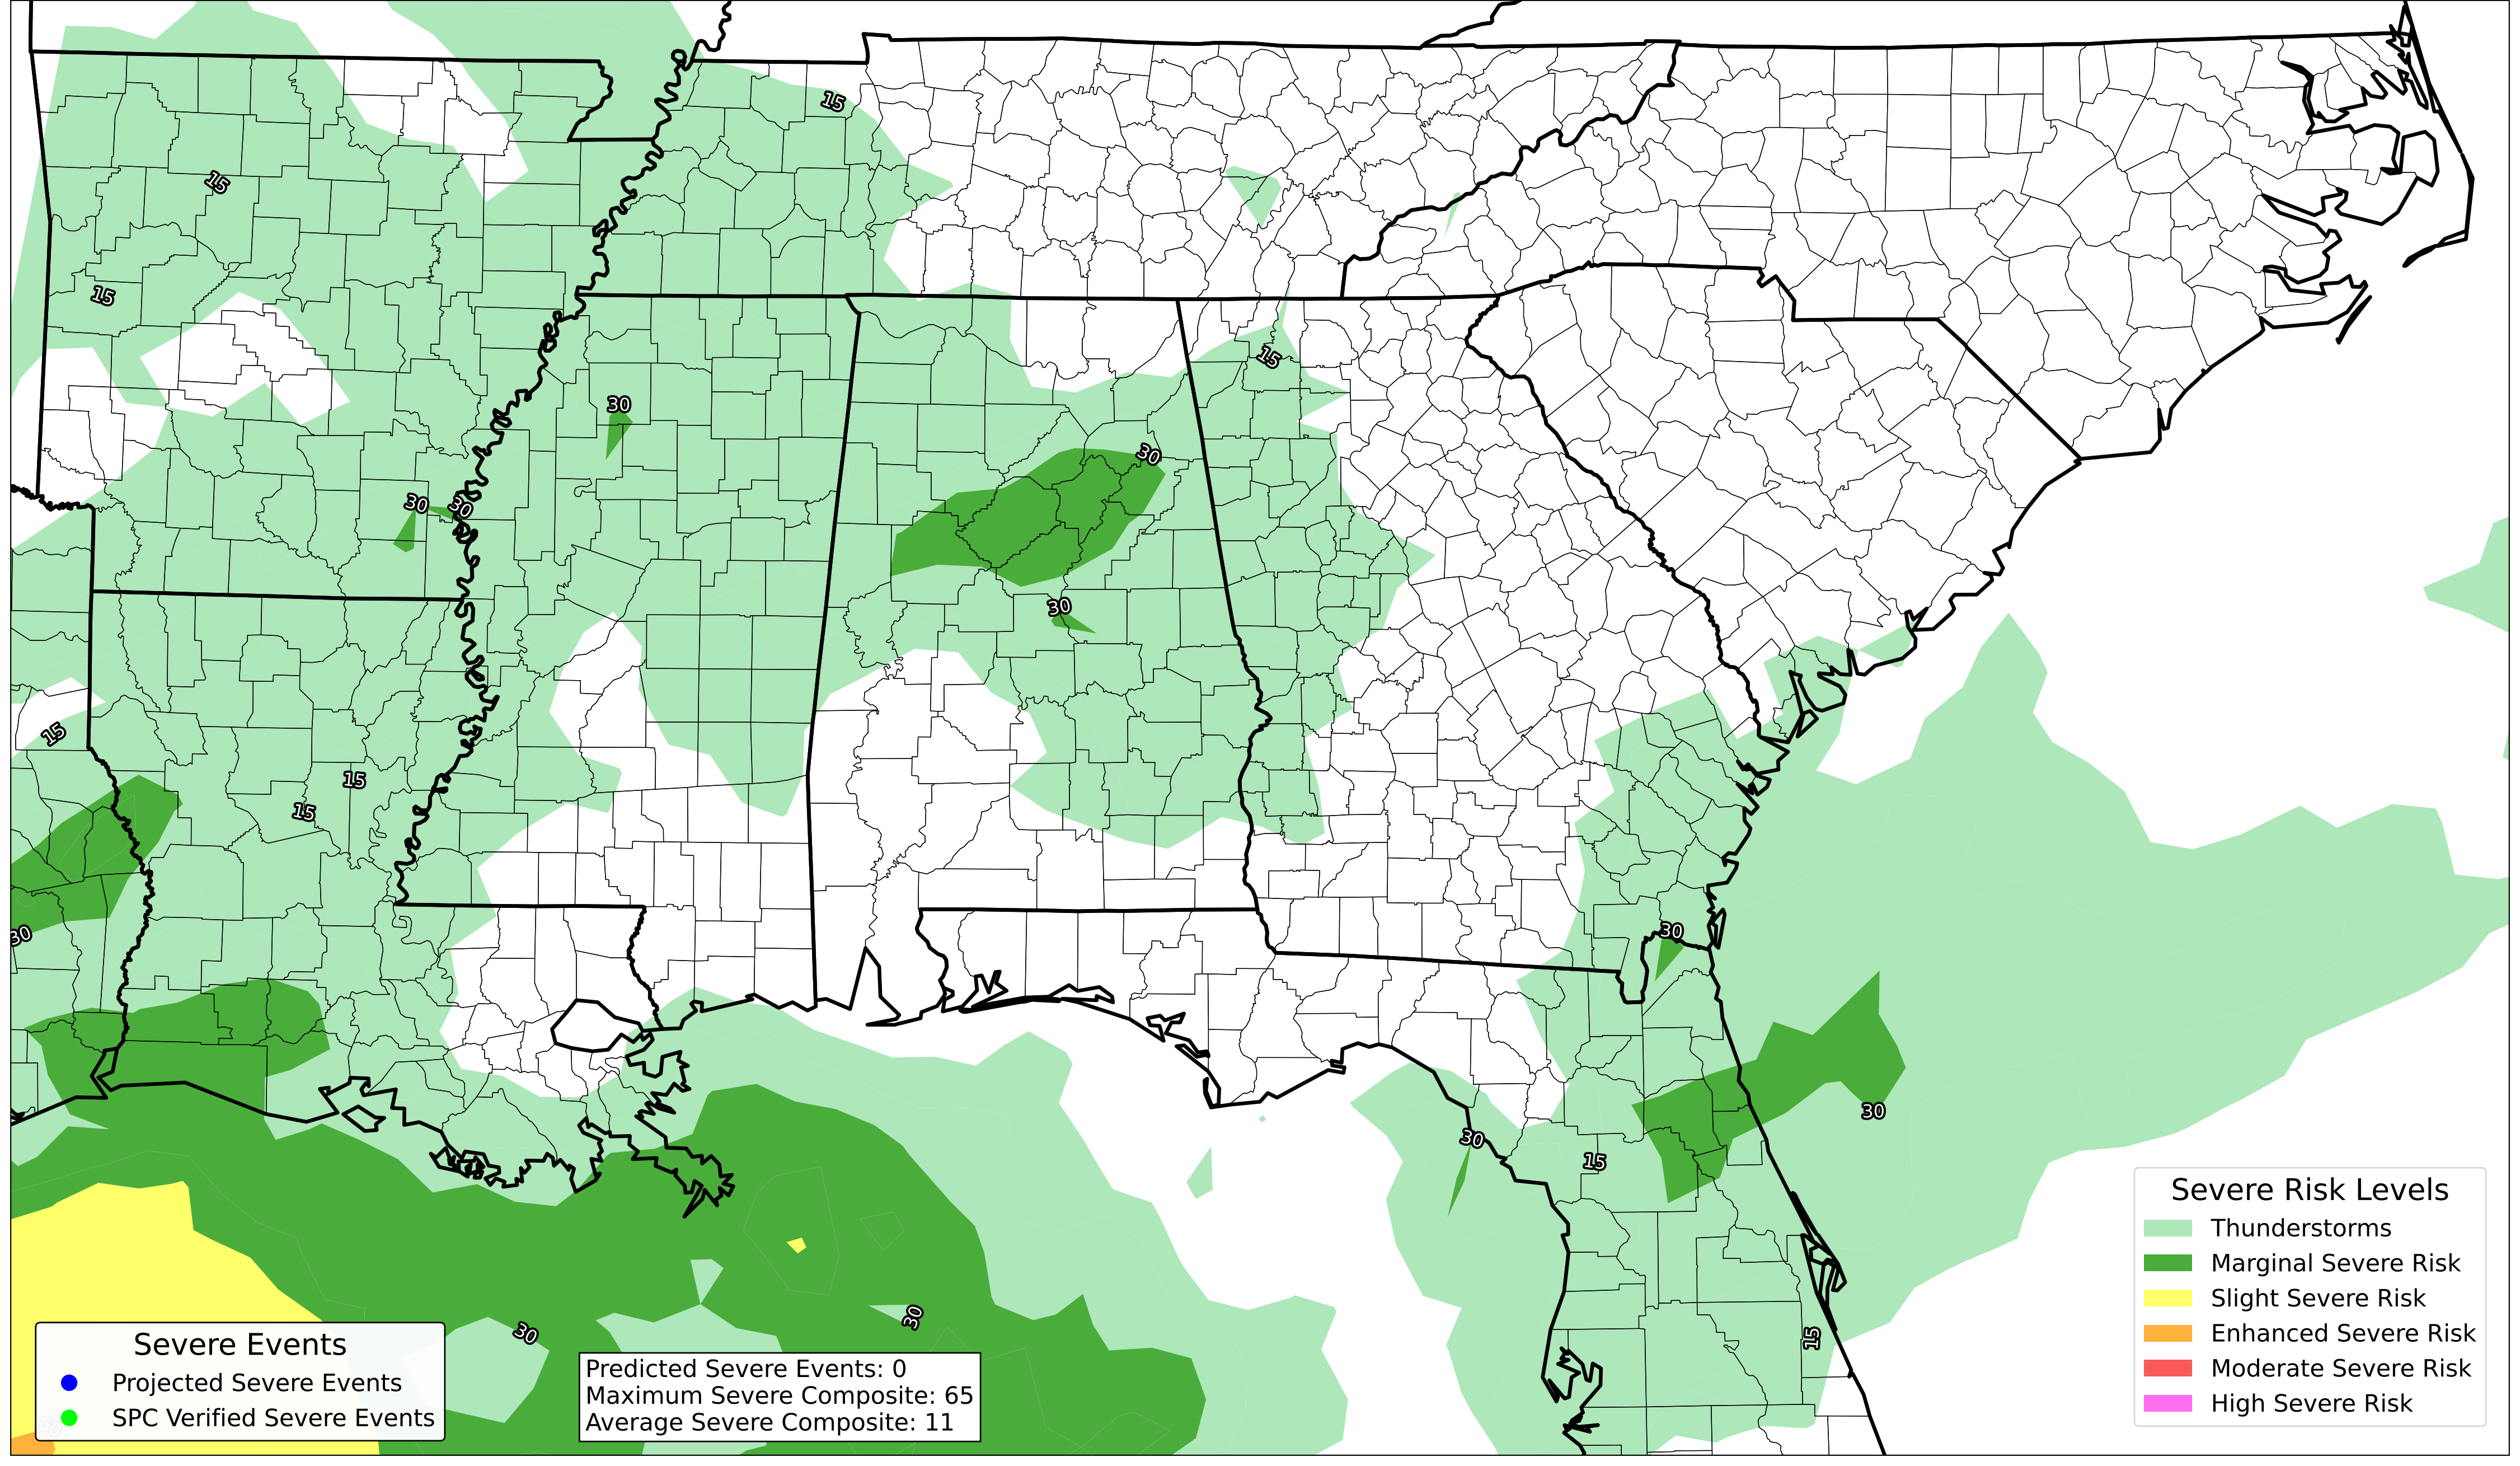 15
15
15
15
30
30
30
30
30
15
15
15
30
30
30
30
15
30
30
15
Severe Risk Levels
Thunderstorms
Marginal Severe Risk
Slight Severe Risk
Enhanced Severe Risk
Moderate Severe Risk
High Severe Risk
Severe Events
Projected Severe Events
SPC Verified Severe Events
Predicted Severe Events: 0
Maximum Severe Composite: 65
Average Severe Composite: 11